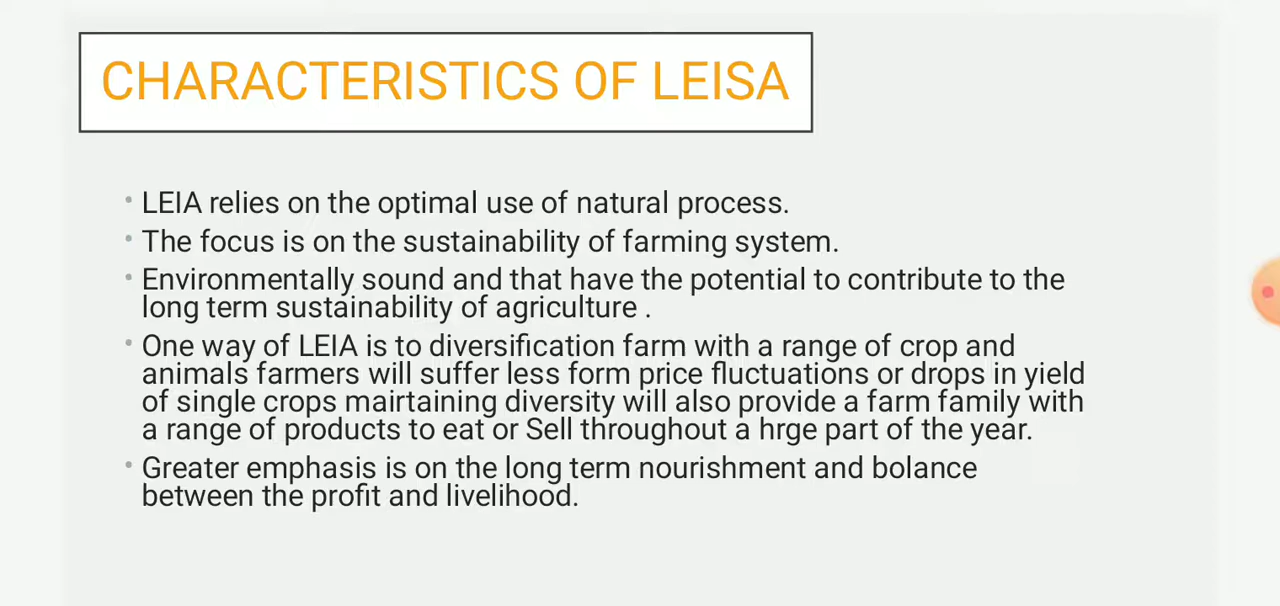 CHARACTERISTICS OF LEISA
• LEIA relies on the optimal use of natural process.
• The focus is on the sustainability of farming system.
• Environmentally sound and that have the potential to contribute to the
long term sustainability of agriculture .
• One way of LEIA is to diversification farm with a range of crop and
animals farmers will suffer less form price fluctuations or drops in yield
of single crops mairtaining diversity will also provide a farm family with
a range of products to eat or Sell throughout a hrge part of the year.
• Greater emphasis is on the long term nourishment and bolance
between the profit and livelihood.